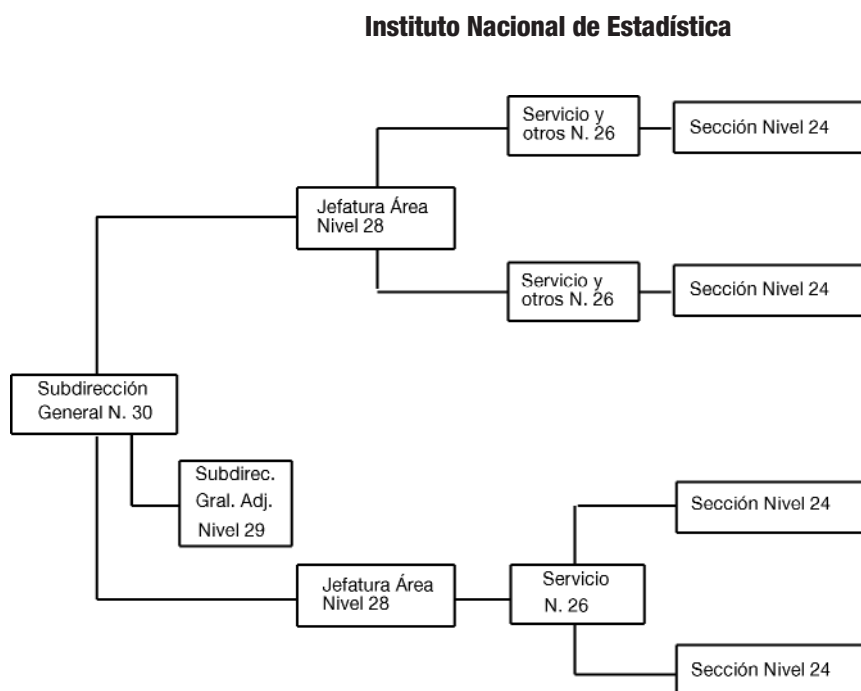 Instituto Nacional de Estadística
Servicio y
otros N. 26
Sección Nivel 24
Jefatura Área
Nivel 28
Servicio y
otros N. 26
Sección Nivel 24
Subdirección
General N. 30
Subdirec.
Gral. Adj.
Nivel 29
Sección Nivel 24
Jefatura Área
Nivel 28
Servicio
N. 26
Sección Nivel 24